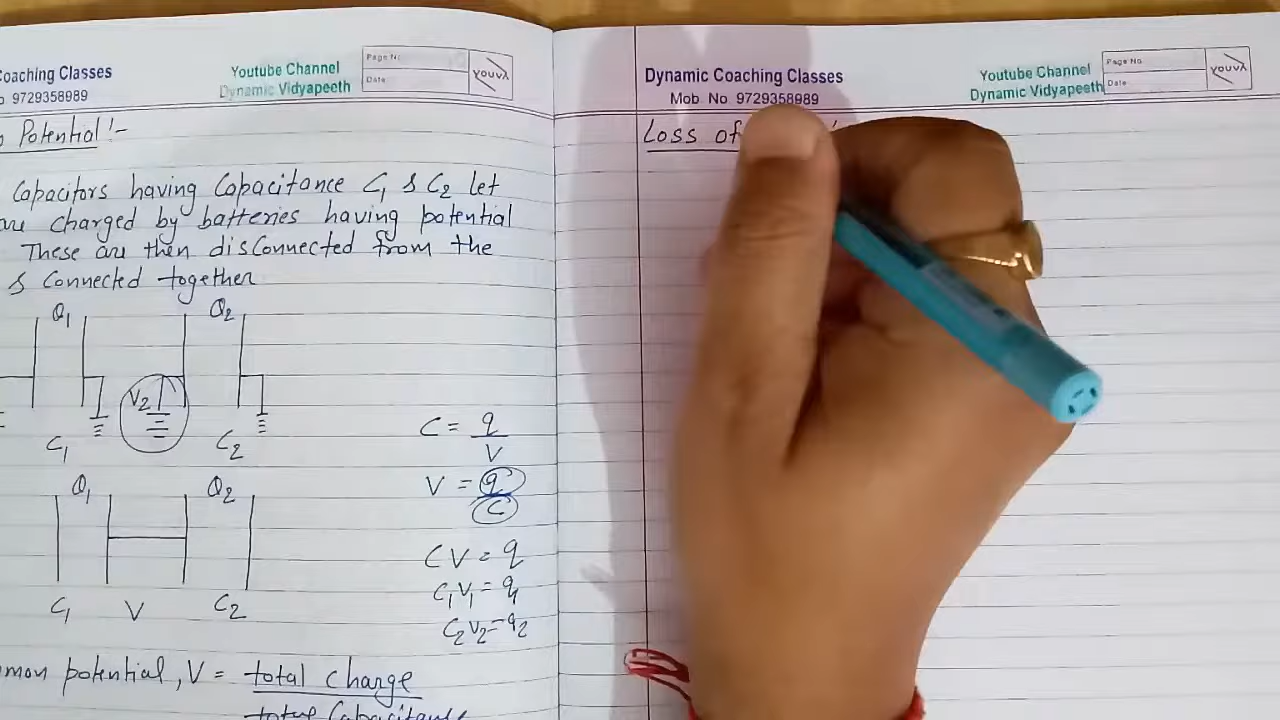 Coaching Classes
9729358989
Youtube Channel
Dynamic Vidyapeeth
Page No
Date
youva
Potential!-
Capacitors having Capacitance C1 & C2 let
are charged by batteries having potential
These are then disconnected from the
& Connected together
Q1 Q2
V2
C1 C2
C = q/V
Q1 Q2
V = q/C
CV = q
C1V1 = q1
C1 V C2
C2V2 = q2
mon potential, V = total charge
total Capacitance
Dynamic Coaching Classes
Mob. No 9729358989
Youtube Channel
Dynamic Vidyapeeth
Page No
Date
youva
Loss of